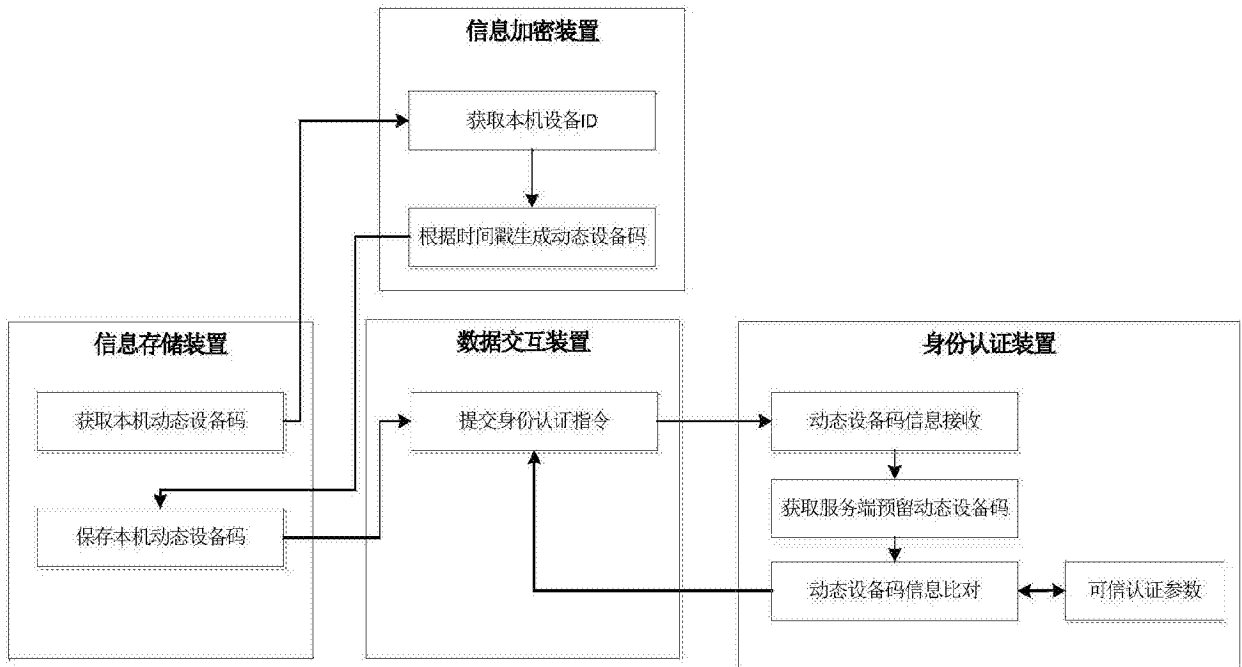 信息加密装置
获取本机设备ID
根据时间戳生成动态设备码
信息存储装置
获取本机动态设备码
保存本机动态设备码
数据交互装置
提交身份认证指令
身份认证装置
动态设备码信息接收
获取服务端预留动态设备码
动态设备码信息比对
可信认证参数